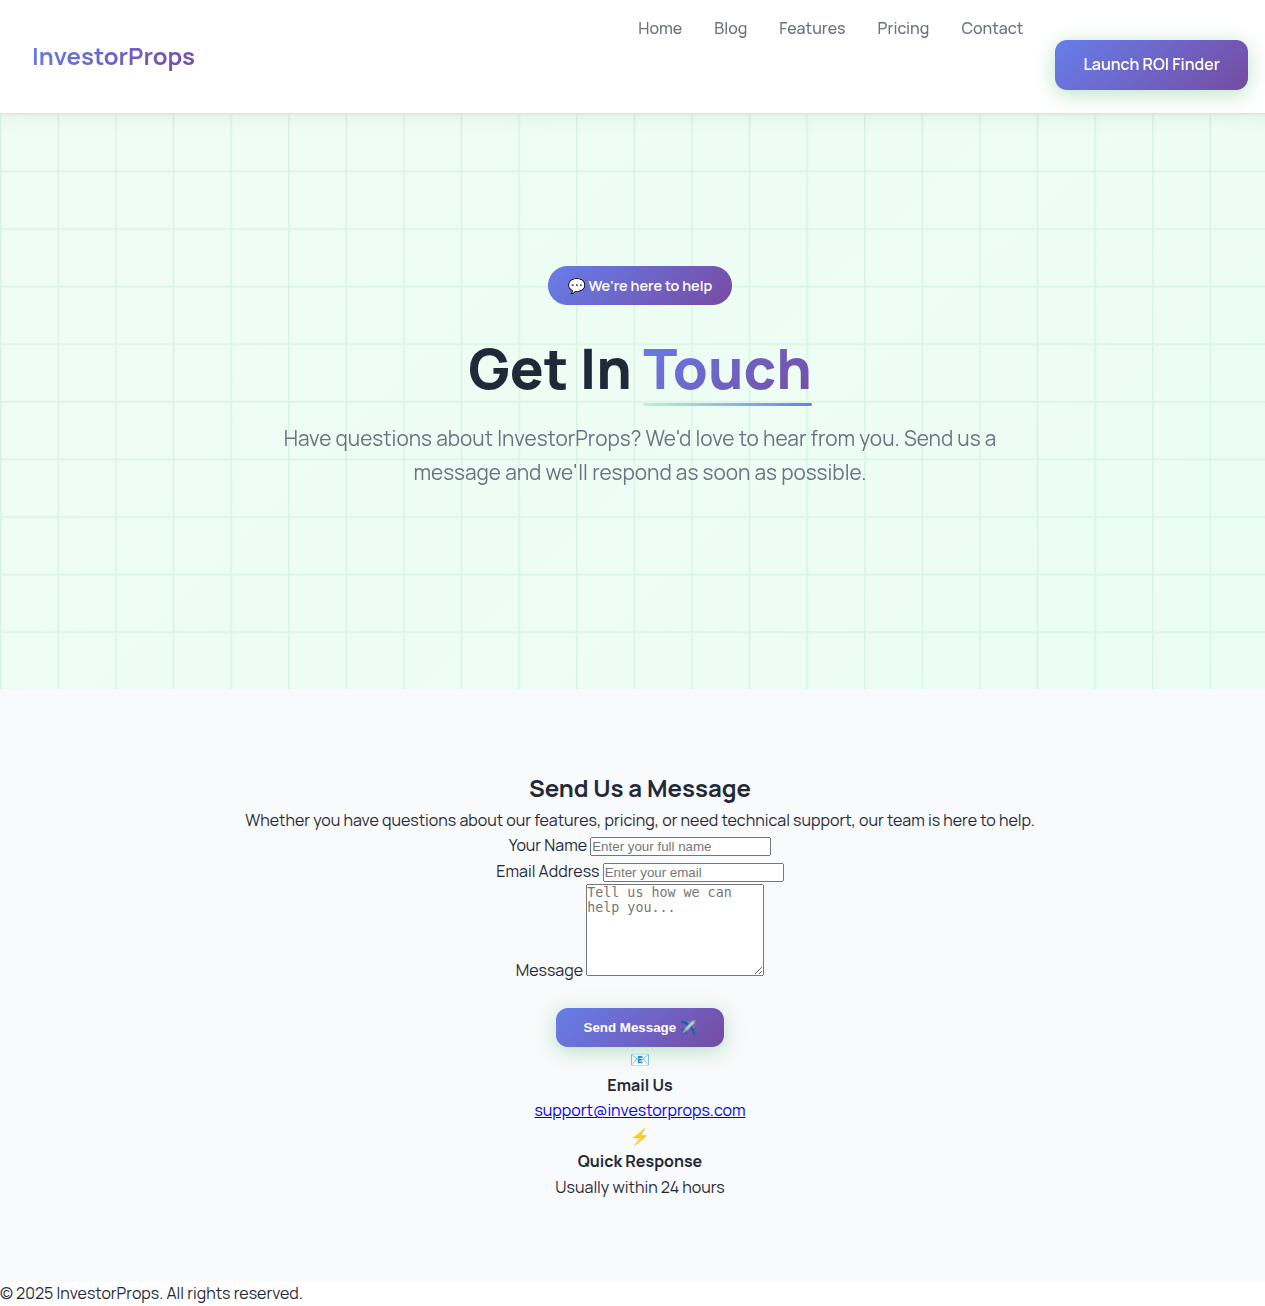 InvestorProps
Home Blog Features Pricing Contact
Launch ROI Finder
💬 We're here to help
Get In Touch
Have questions about InvestorProps? We'd love to hear from you. Send us a
message and we'll respond as soon as possible.
Send Us a Message
Whether you have questions about our features, pricing, or need technical support, our team is here to help.
Your Name Enter your full name
Email Address Enter your email
Tell us how we can
help you...
Message
Send Message ✈️
📧
Email Us
support@investorprops.com
⚡
Quick Response
Usually within 24 hours
© 2025 InvestorProps. All rights reserved.